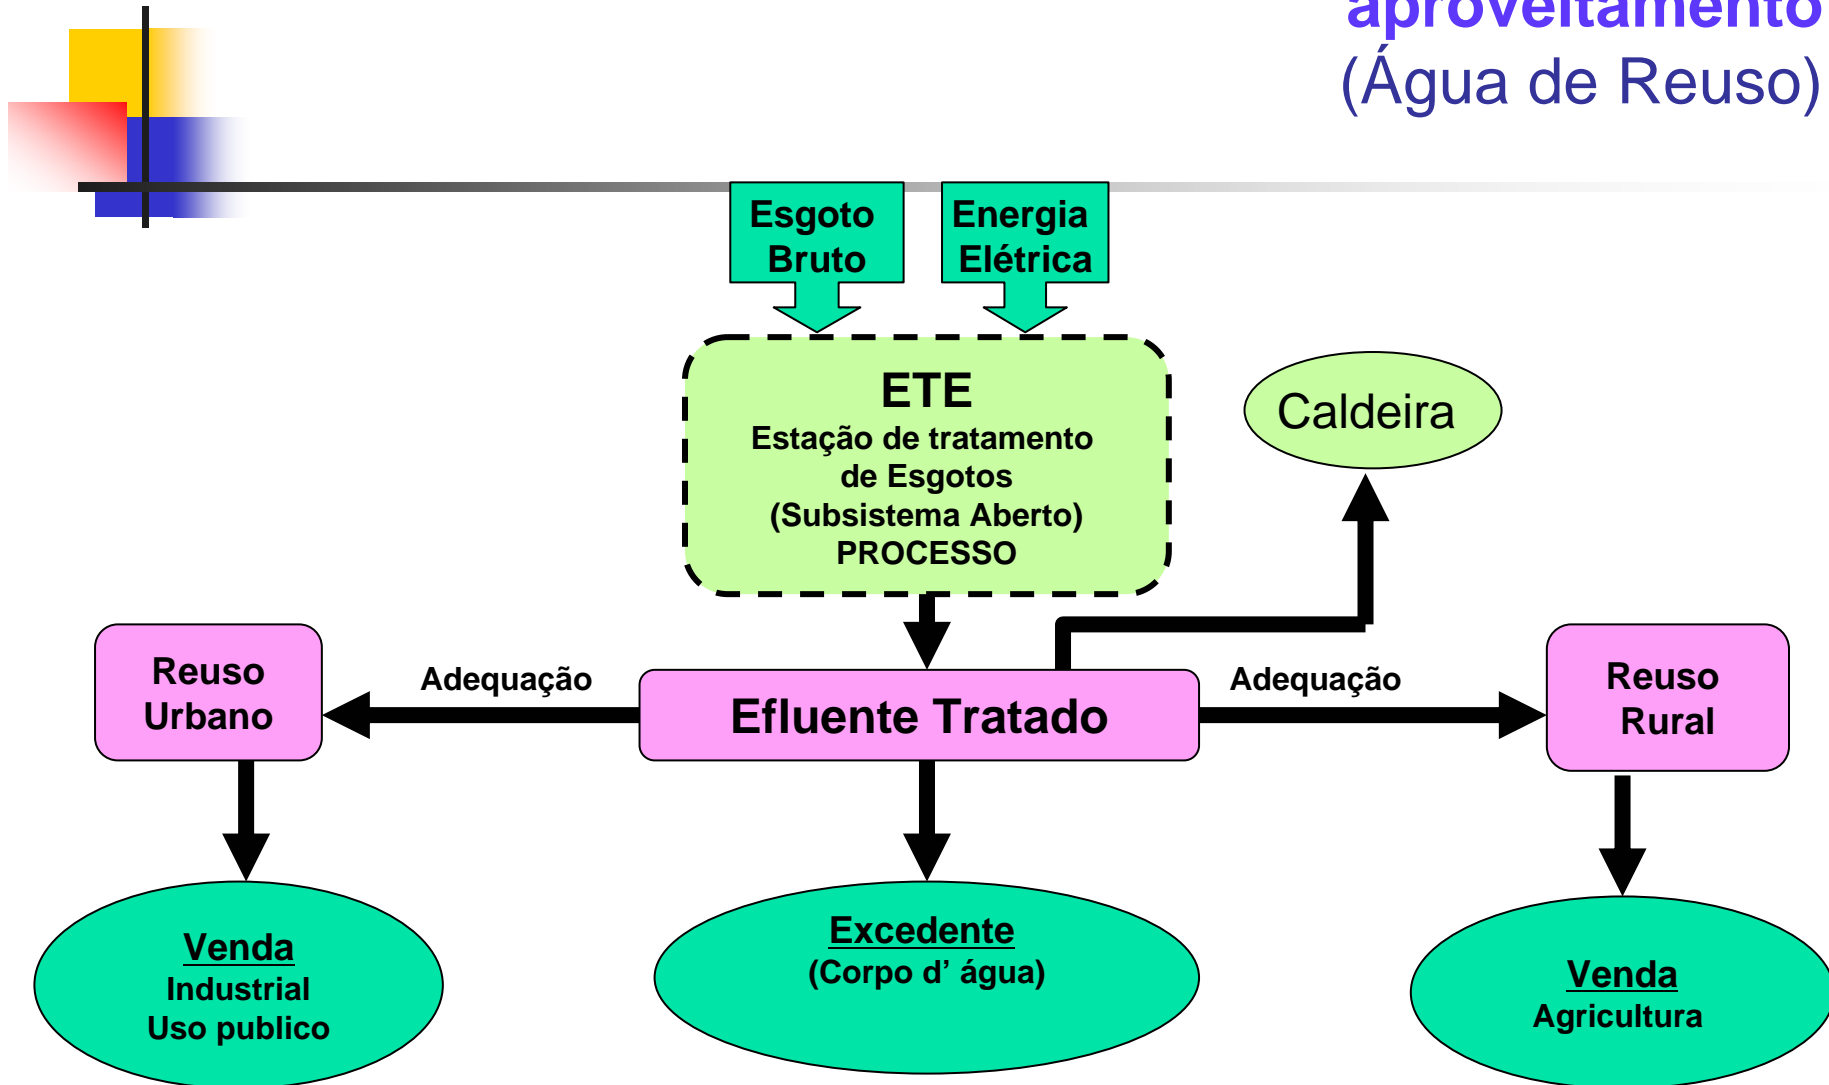 aproveitamento
(Água de Reuso)
Esgoto
Bruto
Energia
Elétrica
ETE
Estação de tratamento
de Esgotos
(Subsistema Aberto)
PROCESSO
Caldeira
Reuso
Urbano
Adequação
Efluente Tratado
Adequação
Reuso
Rural
Venda
Industrial
Uso publico
Excedente
(Corpo d' água)
Venda
Agricultura